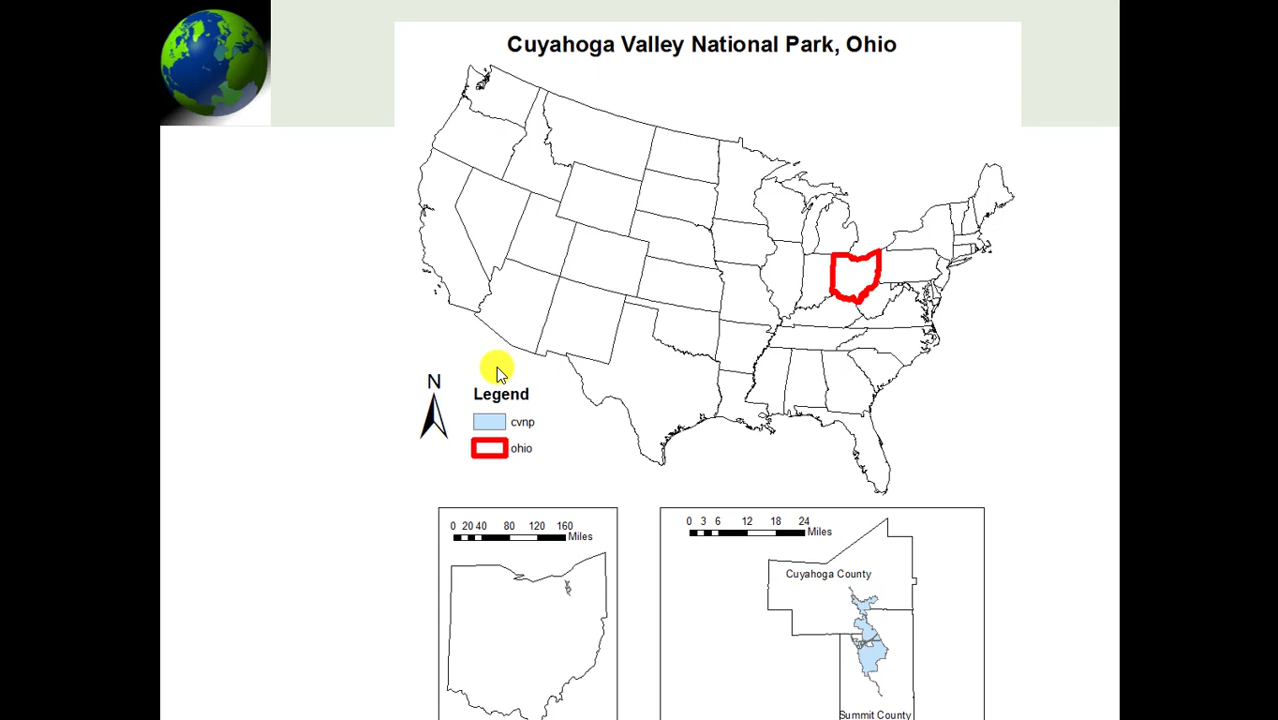 Cuyahoga Valley National Park, Ohio
N
Legend
cvnp
ohio
0 20 40 80 120 160
Miles
0 3 6 12 18 24
Miles
Cuyahoga County
Summit County